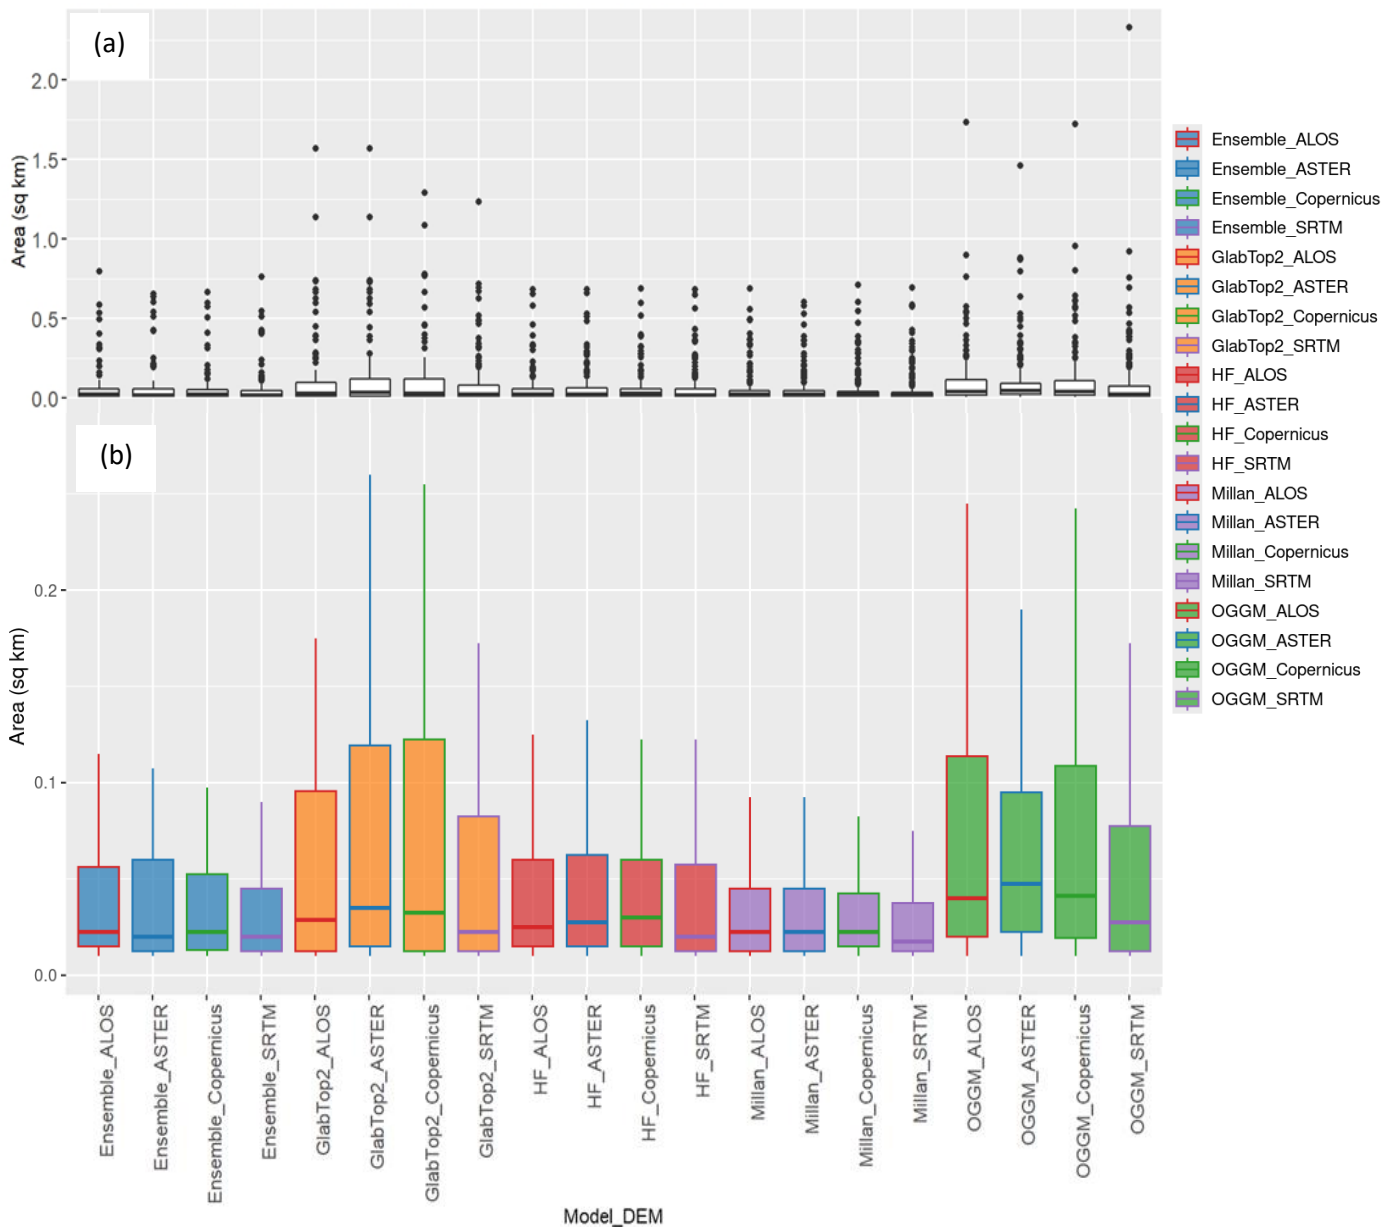 (a)
Area (sq km)
2.0
1.5
1.0
0.5
0.0
(b)
Area (sq km)
0.2
0.1
0.0
Ensemble_ALOS
Ensemble_ASTER
Ensemble_Copernicus
Ensemble_SRTM
GlabTop2_ALOS
GlabTop2_ASTER
GlabTop2_Copernicus
GlabTop2_SRTM
HF_ALOS
HF_ASTER
HF_Copernicus
HF_SRTM
Millan_ALOS
Millan_ASTER
Millan_Copernicus
Millan_SRTM
OGGM_ALOS
OGGM_ASTER
OGGM_Copernicus
OGGM_SRTM
Model_DEM
Ensemble_ALOS
Ensemble_ASTER
Ensemble_Copernicus
Ensemble_SRTM
GlabTop2_ALOS
GlabTop2_ASTER
GlabTop2_Copernicus
GlabTop2_SRTM
HF_ALOS
HF_ASTER
HF_Copernicus
HF_SRTM
Millan_ALOS
Millan_ASTER
Millan_Copernicus
Millan_SRTM
OGGM_ALOS
OGGM_ASTER
OGGM_Copernicus
OGGM_SRTM